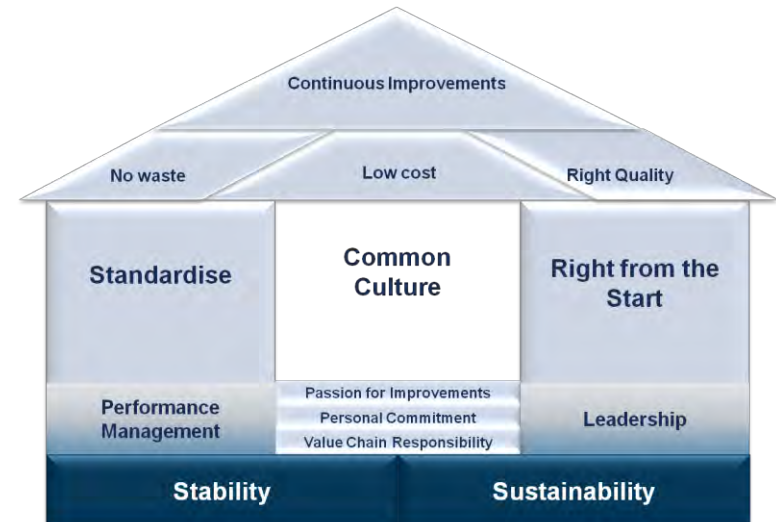 Continuous Improvements
No waste
Low cost
Right Quality
Standardise
Common
Culture
Right from the
Start
Performance
Management
Passion for Improvements
Personal Commitment
Value Chain Responsibility
Leadership
Stability
Sustainability